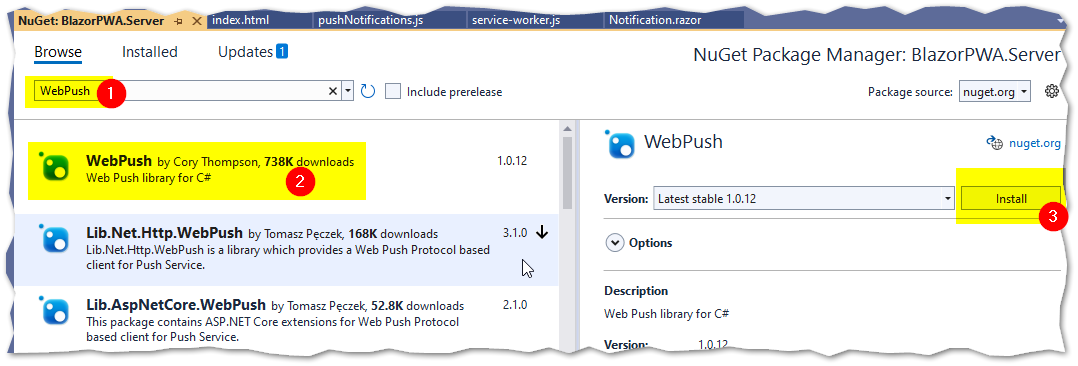 NuGet: BlazorPWA.Server
index.html
pushNotifications.js
service-worker.js
Notification.razor
Browse
Installed
Updates 1
NuGet Package Manager: BlazorPWA.Server
WebPush
1
Include prerelease
Package source: nuget.org
WebPush by Cory Thompson, 738K downloads
1.0.12
Web Push library for C#
2
Lib.Net.Http.WebPush by Tomasz Pęczek, 168K downloads
3.1.0
Lib.Net.Http.WebPush is a library which provides a Web Push Protocol based
client for Push Service.
Lib.AspNetCore.WebPush by Tomasz Pęczek, 52.8K downloads
2.1.0
This package contains ASP.NET Core extensions for Web Push Protocol
based client for Push Service.
WebPush
nuget.org
Version: Latest stable 1.0.12
Install
3
Options
Description
Web Push library for C#
Version: 1.0.12